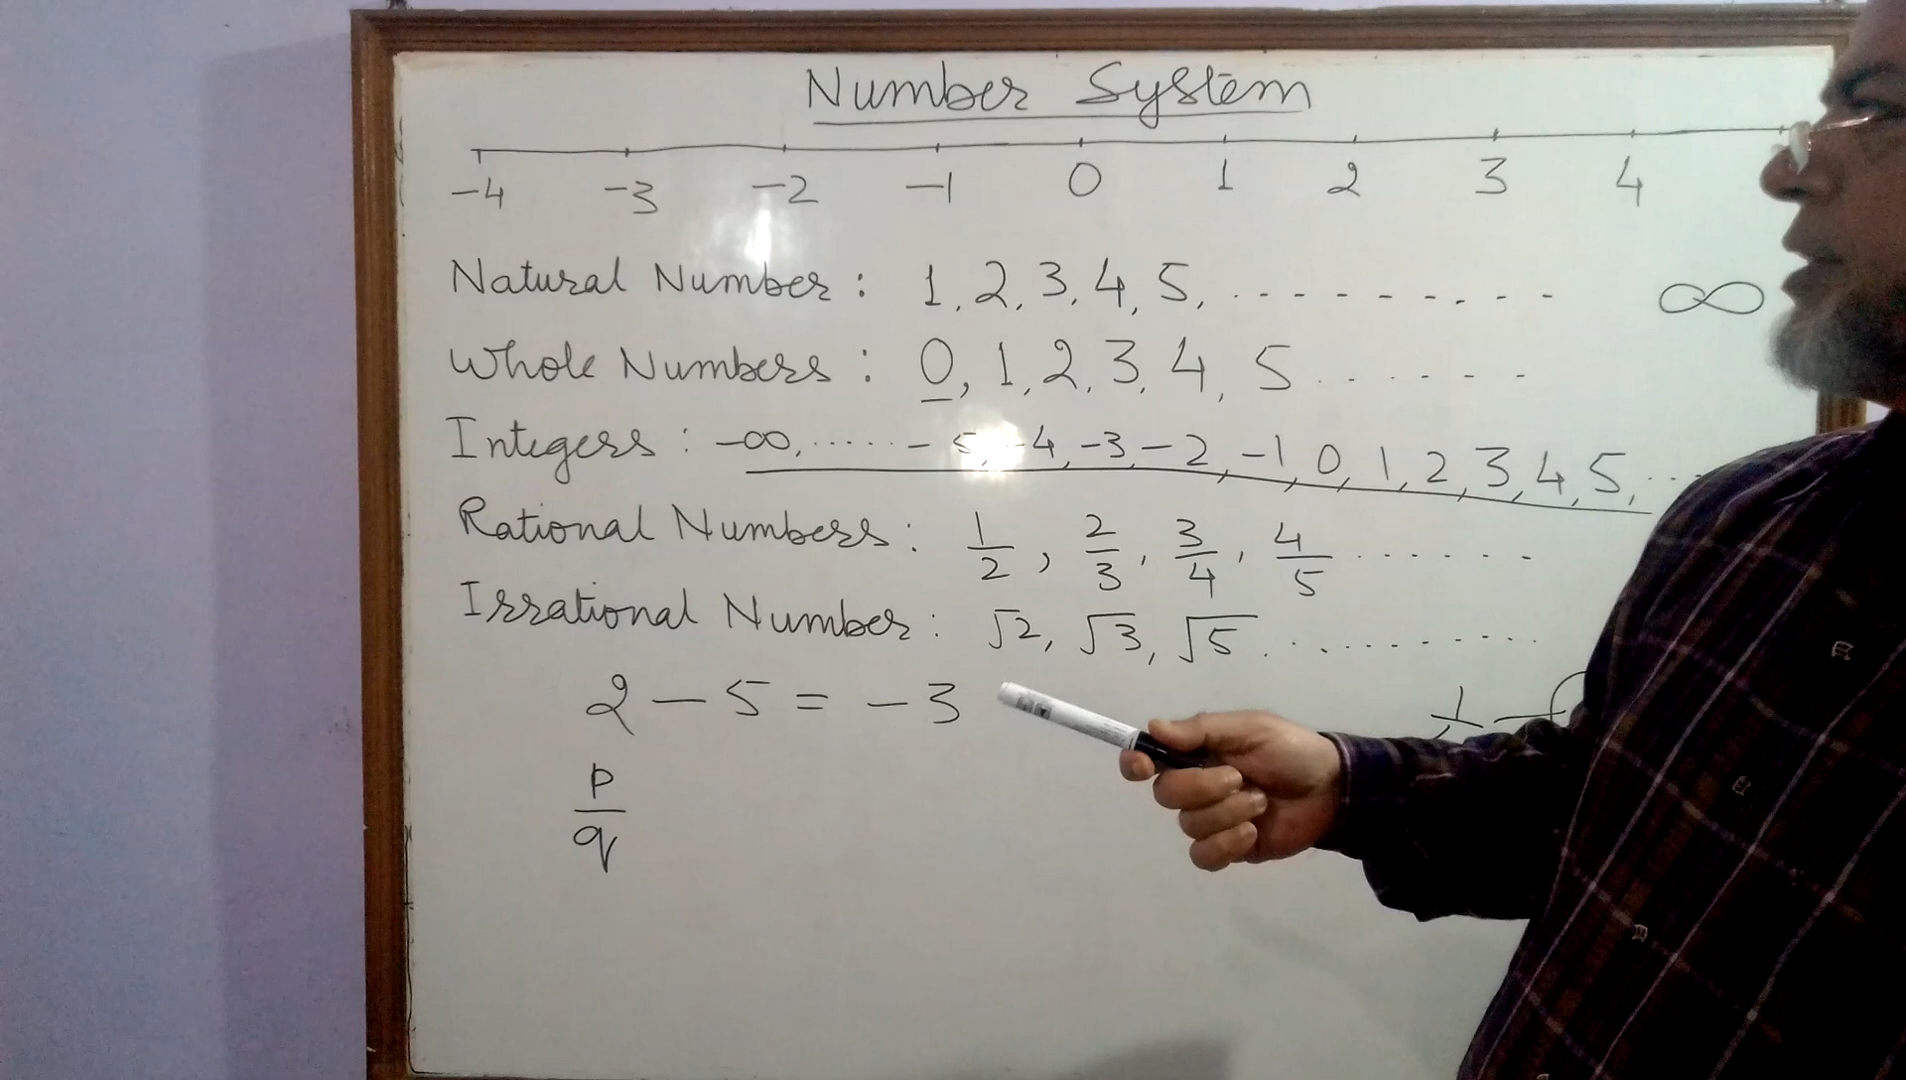 Number System
-4 -3 -2 -1 0 1 2 3 4
Natural Number : 1, 2, 3, 4, 5, . - - - - - - - - -
∞
Whole Numbers : 0, 1, 2, 3, 4, 5 . . . . - -
Integers : -∞, ...... -5, -4, -3, -2, -1, 0, 1, 2, 3, 4, 5, ...
Rational Numbers : 1/2, 2/3, 3/4, 4/5 .......
Irrational Number : √2, √3, √5 ...........
2 - 5 = -3
p/q